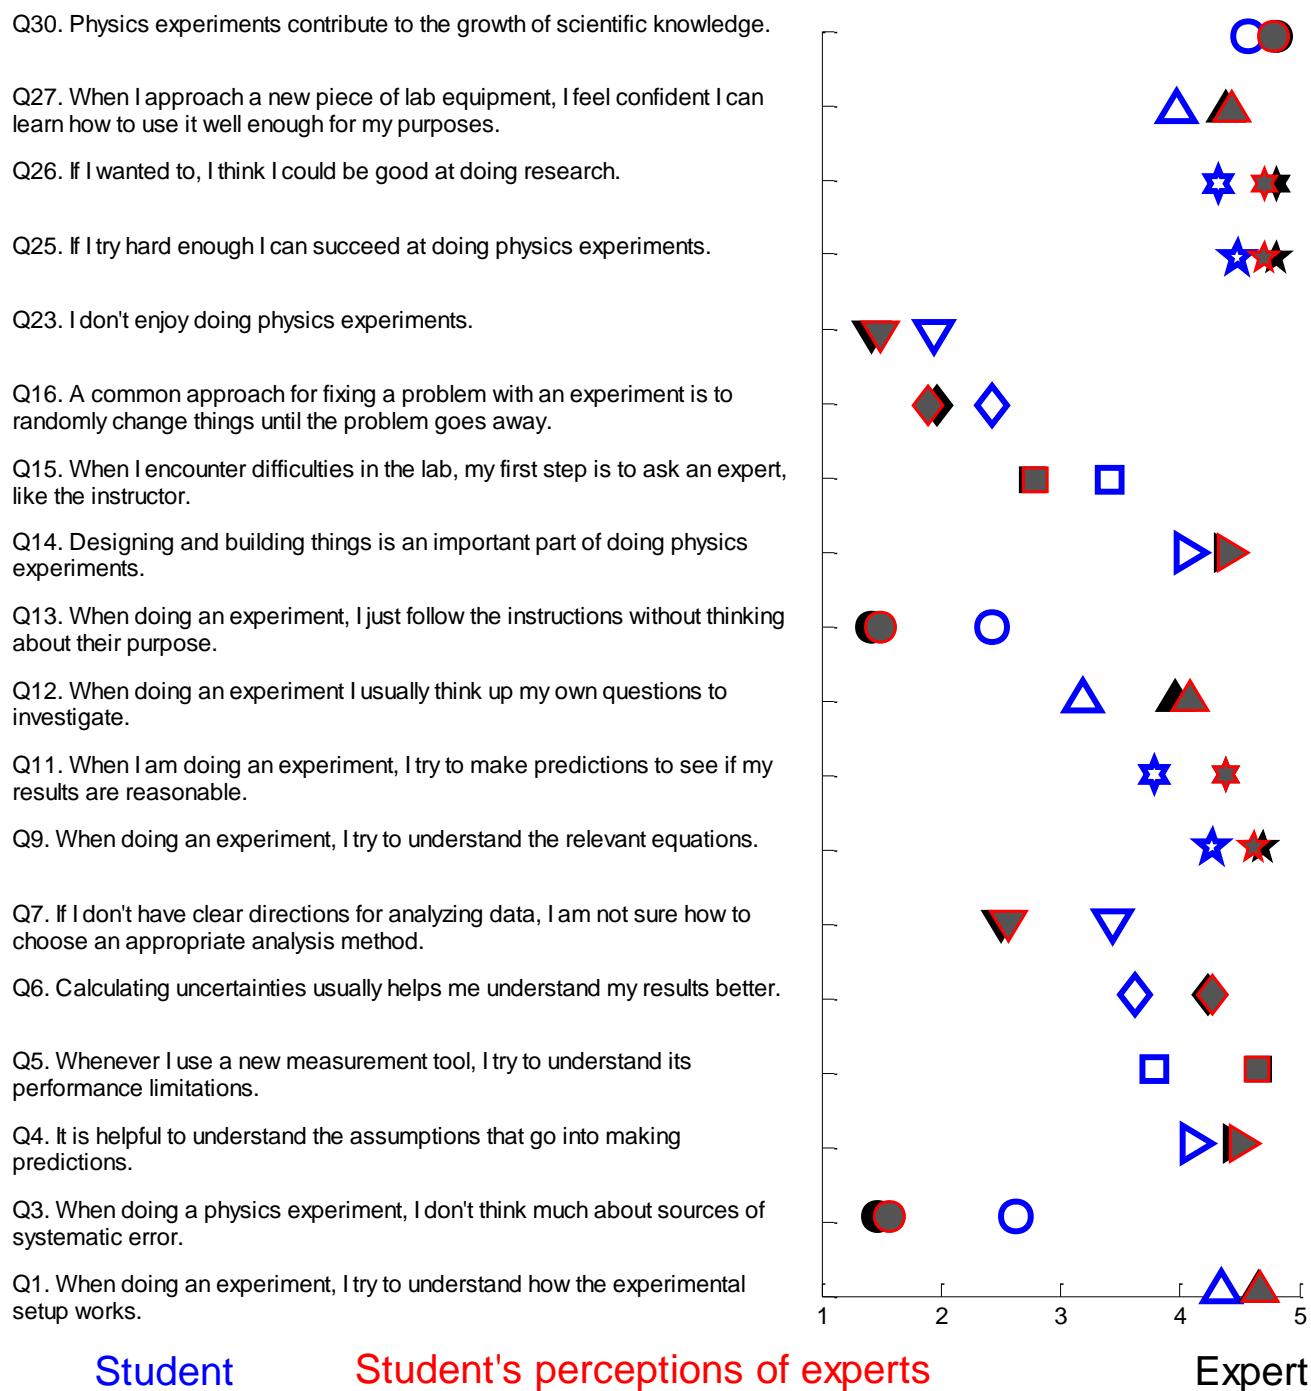 Q30. Physics experiments contribute to the growth of scientific knowledge.
Q27. When I approach a new piece of lab equipment, I feel confident I can
learn how to use it well enough for my purposes.
Q26. If I wanted to, I think I could be good at doing research.
Q25. If I try hard enough I can succeed at doing physics experiments.
Q23. I don't enjoy doing physics experiments.
Q16. A common approach for fixing a problem with an experiment is to
randomly change things until the problem goes away.
Q15. When I encounter difficulties in the lab, my first step is to ask an expert,
like the instructor.
Q14. Designing and building things is an important part of doing physics
experiments.
Q13. When doing an experiment, I just follow the instructions without thinking
about their purpose.
Q12. When doing an experiment I usually think up my own questions to
investigate.
Q11. When I am doing an experiment, I try to make predictions to see if my
results are reasonable.
Q9. When doing an experiment, I try to understand the relevant equations.
Q7. If I don't have clear directions for analyzing data, I am not sure how to
choose an appropriate analysis method.
Q6. Calculating uncertainties usually helps me understand my results better.
Q5. Whenever I use a new measurement tool, I try to understand its
performance limitations.
Q4. It is helpful to understand the assumptions that go into making
predictions.
Q3. When doing a physics experiment, I don't think much about sources of
systematic error.
Q1. When doing an experiment, I try to understand how the experimental
setup works.
1 2 3 4 5
Student Student's perceptions of experts Expert